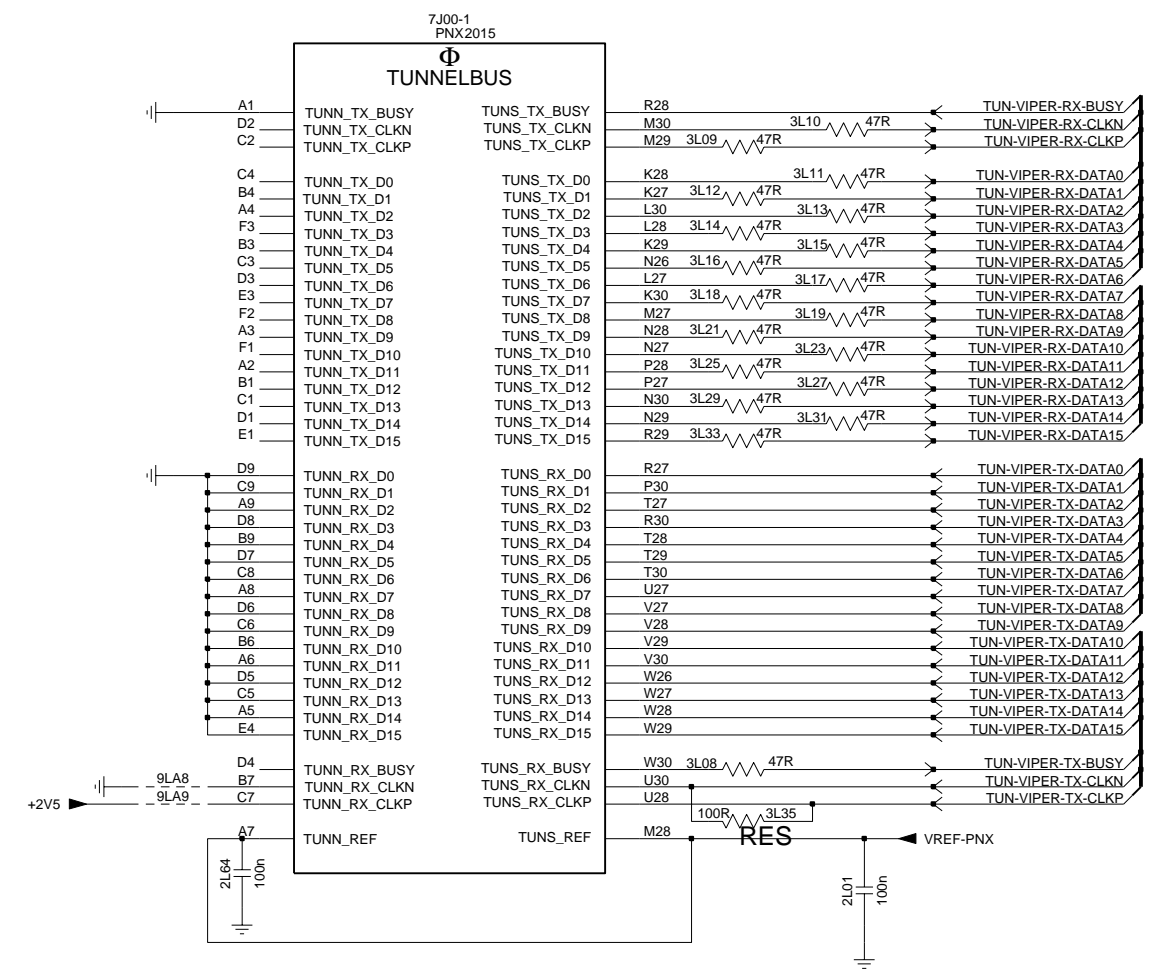 7J00-1
PNX2015
Φ
TUNNELBUS
A1 TUNN_TX_BUSY TUNS_TX_BUSY R28 TUN-VIPER-RX-BUSY
D2 TUNN_TX_CLKN TUNS_TX_CLKN M30 3L10 47R TUN-VIPER-RX-CLKN
C2 TUNN_TX_CLKP TUNS_TX_CLKP M29 3L09 47R TUN-VIPER-RX-CLKP
C4 TUNN_TX_D0 TUNS_TX_D0 K28 3L11 47R TUN-VIPER-RX-DATA0
B4 TUNN_TX_D1 TUNS_TX_D1 K27 3L12 47R TUN-VIPER-RX-DATA1
A4 TUNN_TX_D2 TUNS_TX_D2 L30 3L13 47R TUN-VIPER-RX-DATA2
F3 TUNN_TX_D3 TUNS_TX_D3 L28 3L14 47R TUN-VIPER-RX-DATA3
B3 TUNN_TX_D4 TUNS_TX_D4 K29 3L15 47R TUN-VIPER-RX-DATA4
C3 TUNN_TX_D5 TUNS_TX_D5 N26 3L16 47R TUN-VIPER-RX-DATA5
D3 TUNN_TX_D6 TUNS_TX_D6 L27 3L17 47R TUN-VIPER-RX-DATA6
E3 TUNN_TX_D7 TUNS_TX_D7 K30 3L18 47R TUN-VIPER-RX-DATA7
F2 TUNN_TX_D8 TUNS_TX_D8 M27 3L19 47R TUN-VIPER-RX-DATA8
A3 TUNN_TX_D9 TUNS_TX_D9 N28 3L21 47R TUN-VIPER-RX-DATA9
F1 TUNN_TX_D10 TUNS_TX_D10 N27 3L23 47R TUN-VIPER-RX-DATA10
A2 TUNN_TX_D11 TUNS_TX_D11 P28 3L25 47R TUN-VIPER-RX-DATA11
B1 TUNN_TX_D12 TUNS_TX_D12 P27 3L27 47R TUN-VIPER-RX-DATA12
C1 TUNN_TX_D13 TUNS_TX_D13 N30 3L29 47R TUN-VIPER-RX-DATA13
D1 TUNN_TX_D14 TUNS_TX_D14 N29 3L31 47R TUN-VIPER-RX-DATA14
E1 TUNN_TX_D15 TUNS_TX_D15 R29 3L33 47R TUN-VIPER-RX-DATA15
D9 TUNN_RX_D0 TUNS_RX_D0 R27 TUN-VIPER-TX-DATA0
C9 TUNN_RX_D1 TUNS_RX_D1 P30 TUN-VIPER-TX-DATA1
A9 TUNN_RX_D2 TUNS_RX_D2 T27 TUN-VIPER-TX-DATA2
D8 TUNN_RX_D3 TUNS_RX_D3 R30 TUN-VIPER-TX-DATA3
B9 TUNN_RX_D4 TUNS_RX_D4 T28 TUN-VIPER-TX-DATA4
D7 TUNN_RX_D5 TUNS_RX_D5 T29 TUN-VIPER-TX-DATA5
C8 TUNN_RX_D6 TUNS_RX_D6 T30 TUN-VIPER-TX-DATA6
A8 TUNN_RX_D7 TUNS_RX_D7 U27 TUN-VIPER-TX-DATA7
D6 TUNN_RX_D8 TUNS_RX_D8 V27 TUN-VIPER-TX-DATA8
C6 TUNN_RX_D9 TUNS_RX_D9 V28 TUN-VIPER-TX-DATA9
B6 TUNN_RX_D10 TUNS_RX_D10 V29 TUN-VIPER-TX-DATA10
A6 TUNN_RX_D11 TUNS_RX_D11 V30 TUN-VIPER-TX-DATA11
D5 TUNN_RX_D12 TUNS_RX_D12 W26 TUN-VIPER-TX-DATA12
C5 TUNN_RX_D13 TUNS_RX_D13 W27 TUN-VIPER-TX-DATA13
A5 TUNN_RX_D14 TUNS_RX_D14 W28 TUN-VIPER-TX-DATA14
E4 TUNN_RX_D15 TUNS_RX_D15 W29 TUN-VIPER-TX-DATA15
D4 TUNN_RX_BUSY TUNS_RX_BUSY W30 3L08 47R TUN-VIPER-TX-BUSY
9LA8 B7 TUNN_RX_CLKN TUNS_RX_CLKN U30 TUN-VIPER-TX-CLKN
+2V5 9LA9 C7 TUNN_RX_CLKP TUNS_RX_CLKP U28 TUN-VIPER-TX-CLKP
100R 3L35
RES
A7 TUNN_REF TUNS_REF M28 VREF-PNX
2L64 100n
2L01 100n